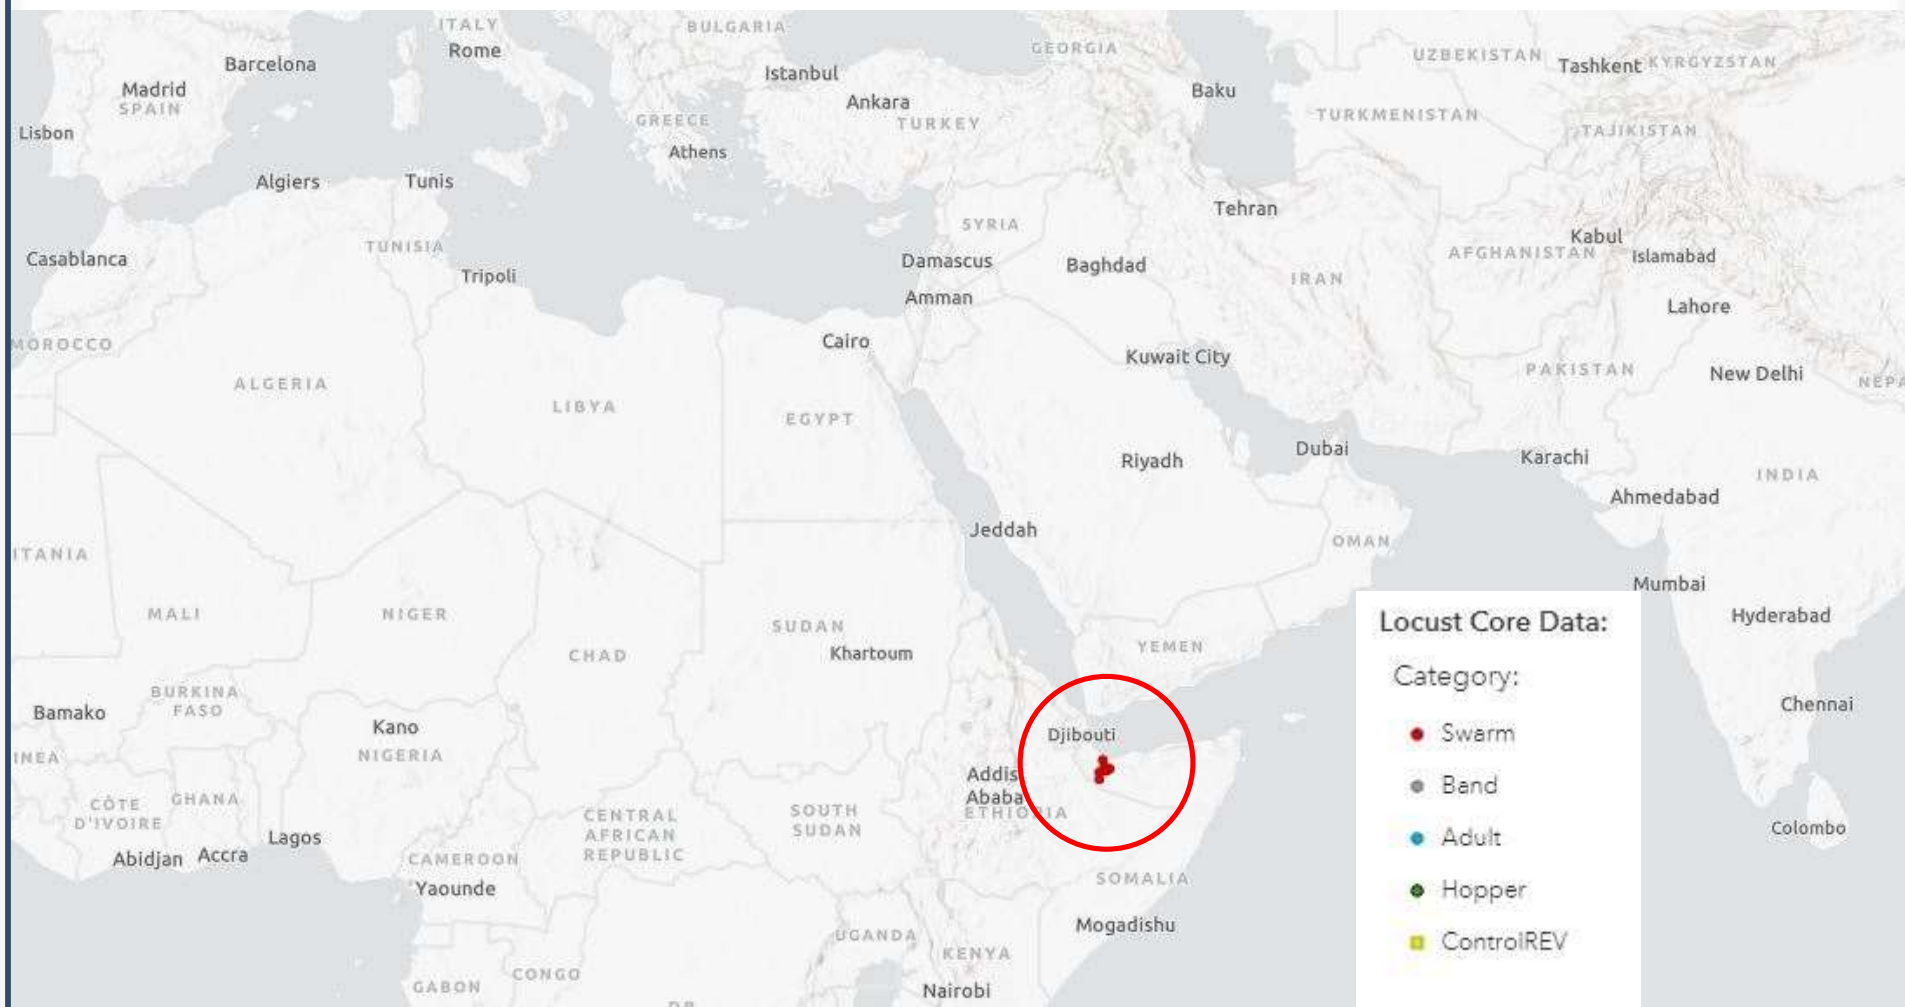 ITALY
Rome
BULGARIA
GEORGIA
UZBEKISTAN
Tashkent
KYRGYZSTAN
Barcelona
Madrid
SPAIN
Istanbul
Ankara
TURKEY
Baku
TURKMENISTAN
TAJIKISTAN
Lisbon
GREECE
Athens
Algiers
Tunis
Tehran
SYRIA
Kabul
AFGHANISTAN
Islamabad
Casablanca
TUNISIA
Tripoli
Damascus
Baghdad
IRAN
Amman
Lahore
MOROCCO
Cairo
Kuwait City
PAKISTAN
New Delhi
NEPA
ALGERIA
LIBYA
EGYPT
Riyadh
Dubai
Karachi
INDIA
Ahmedabad
Jeddah
OMAN
ITANIA
Mumbai
MALI
NIGER
SUDAN
Khartoum
CHAD
YEMEN
Hyderabad
Locust Core Data:
Category:
Swarm
Band
Adult
Hopper
ControlREV
BURKINA
FASO
Bamako
Kano
NIGERIA
Djibouti
Chennai
INEA
CÔTE
D'IVOIRE
GHANA
Addis
Ababa
ETHIOPIA
CENTRAL
AFRICAN
REPUBLIC
SOUTH
SUDAN
Colombo
Lagos
Abidjan
Accra
CAMEROON
Yaounde
SOMALIA
Mogadishu
UGANDA
KENYA
GABON
CONGO
Nairobi
DR